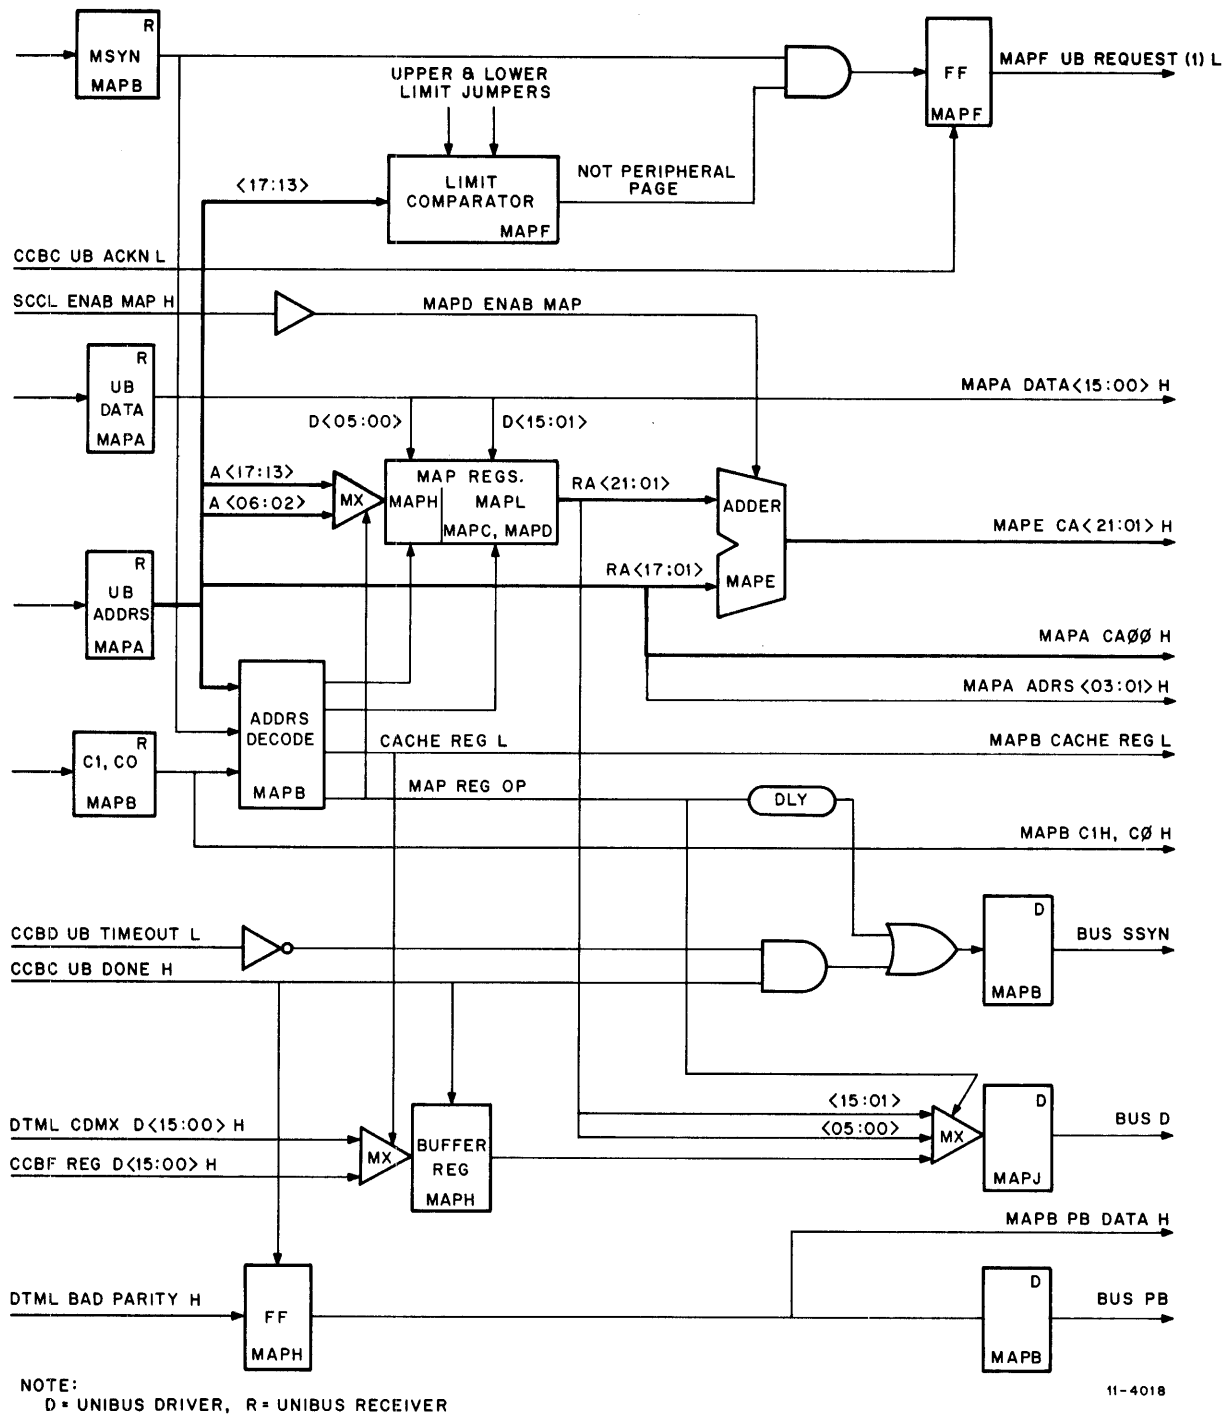 R
MSYN
MAPB
UPPER & LOWER
LIMIT JUMPERS
FF
MAPF
MAPF UB REQUEST (1) L
<17:13>
LIMIT
COMPARATOR
MAPF
NOT PERIPHERAL
PAGE
CCBC UB ACKN L
SCCL ENAB MAP H
MAPD ENAB MAP
R
UB
DATA
MAPA
MAPA DATA<15:00> H
D<05:00>
D<15:01>
A<17:13>
A<06:02>
MX
MAP REGS.
MAPH
MAPL
MAPC, MAPD
RA<21:01>
ADDER
MAPE
MAPE CA<21:01> H
R
UB
ADDRS
MAPA
RA<17:01>
MAPA CAØØ H
MAPA ADRS<03:01> H
ADDRS
DECODE
MAPB
CACHE REG L
MAPB CACHE REG L
R
C1, CO
MAPB
MAP REG OP
DLY
MAPB C1H, CØ H
CCBD UB TIMEOUT L
CCBC UB DONE H
D
MAPB
BUS SSYN
DTML CDMX D<15:00> H
CCBF REG D<15:00> H
MX
BUFFER
REG
MAPH
<15:01>
<05:00>
MX
D
MAPJ
BUS D
MAPB PB DATA H
DTML BAD PARITY H
FF
MAPH
D
MAPB
BUS PB
NOTE:
D = UNIBUS DRIVER, R = UNIBUS RECEIVER
11-4018